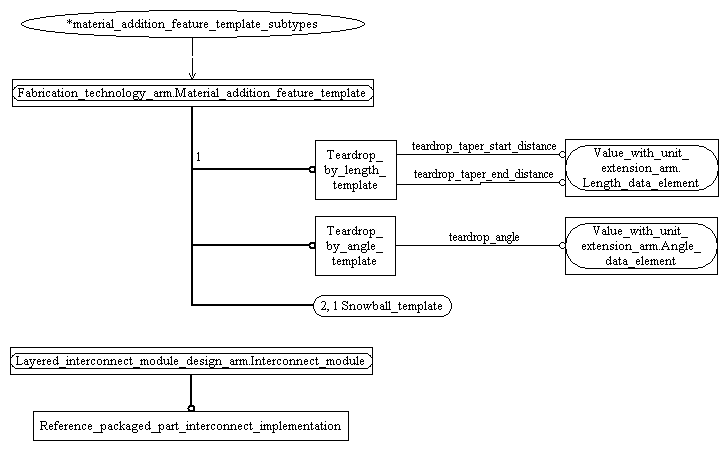 *material_addition_feature_template_subtypes
Fabrication_technology_arm.Material_addition_feature_template
1
Teardrop_
by_length_
template
teardrop_taper_start_distance
teardrop_taper_end_distance
Value_with_unit_
extension_arm.
Length_data_element
Teardrop_
by_angle_
template
teardrop_angle
Value_with_unit_
extension_arm.Angle_
data_element
2, 1 Snowball_template
Layered_interconnect_module_design_arm.Interconnect_module
Reference_packaged_part_interconnect_implementation